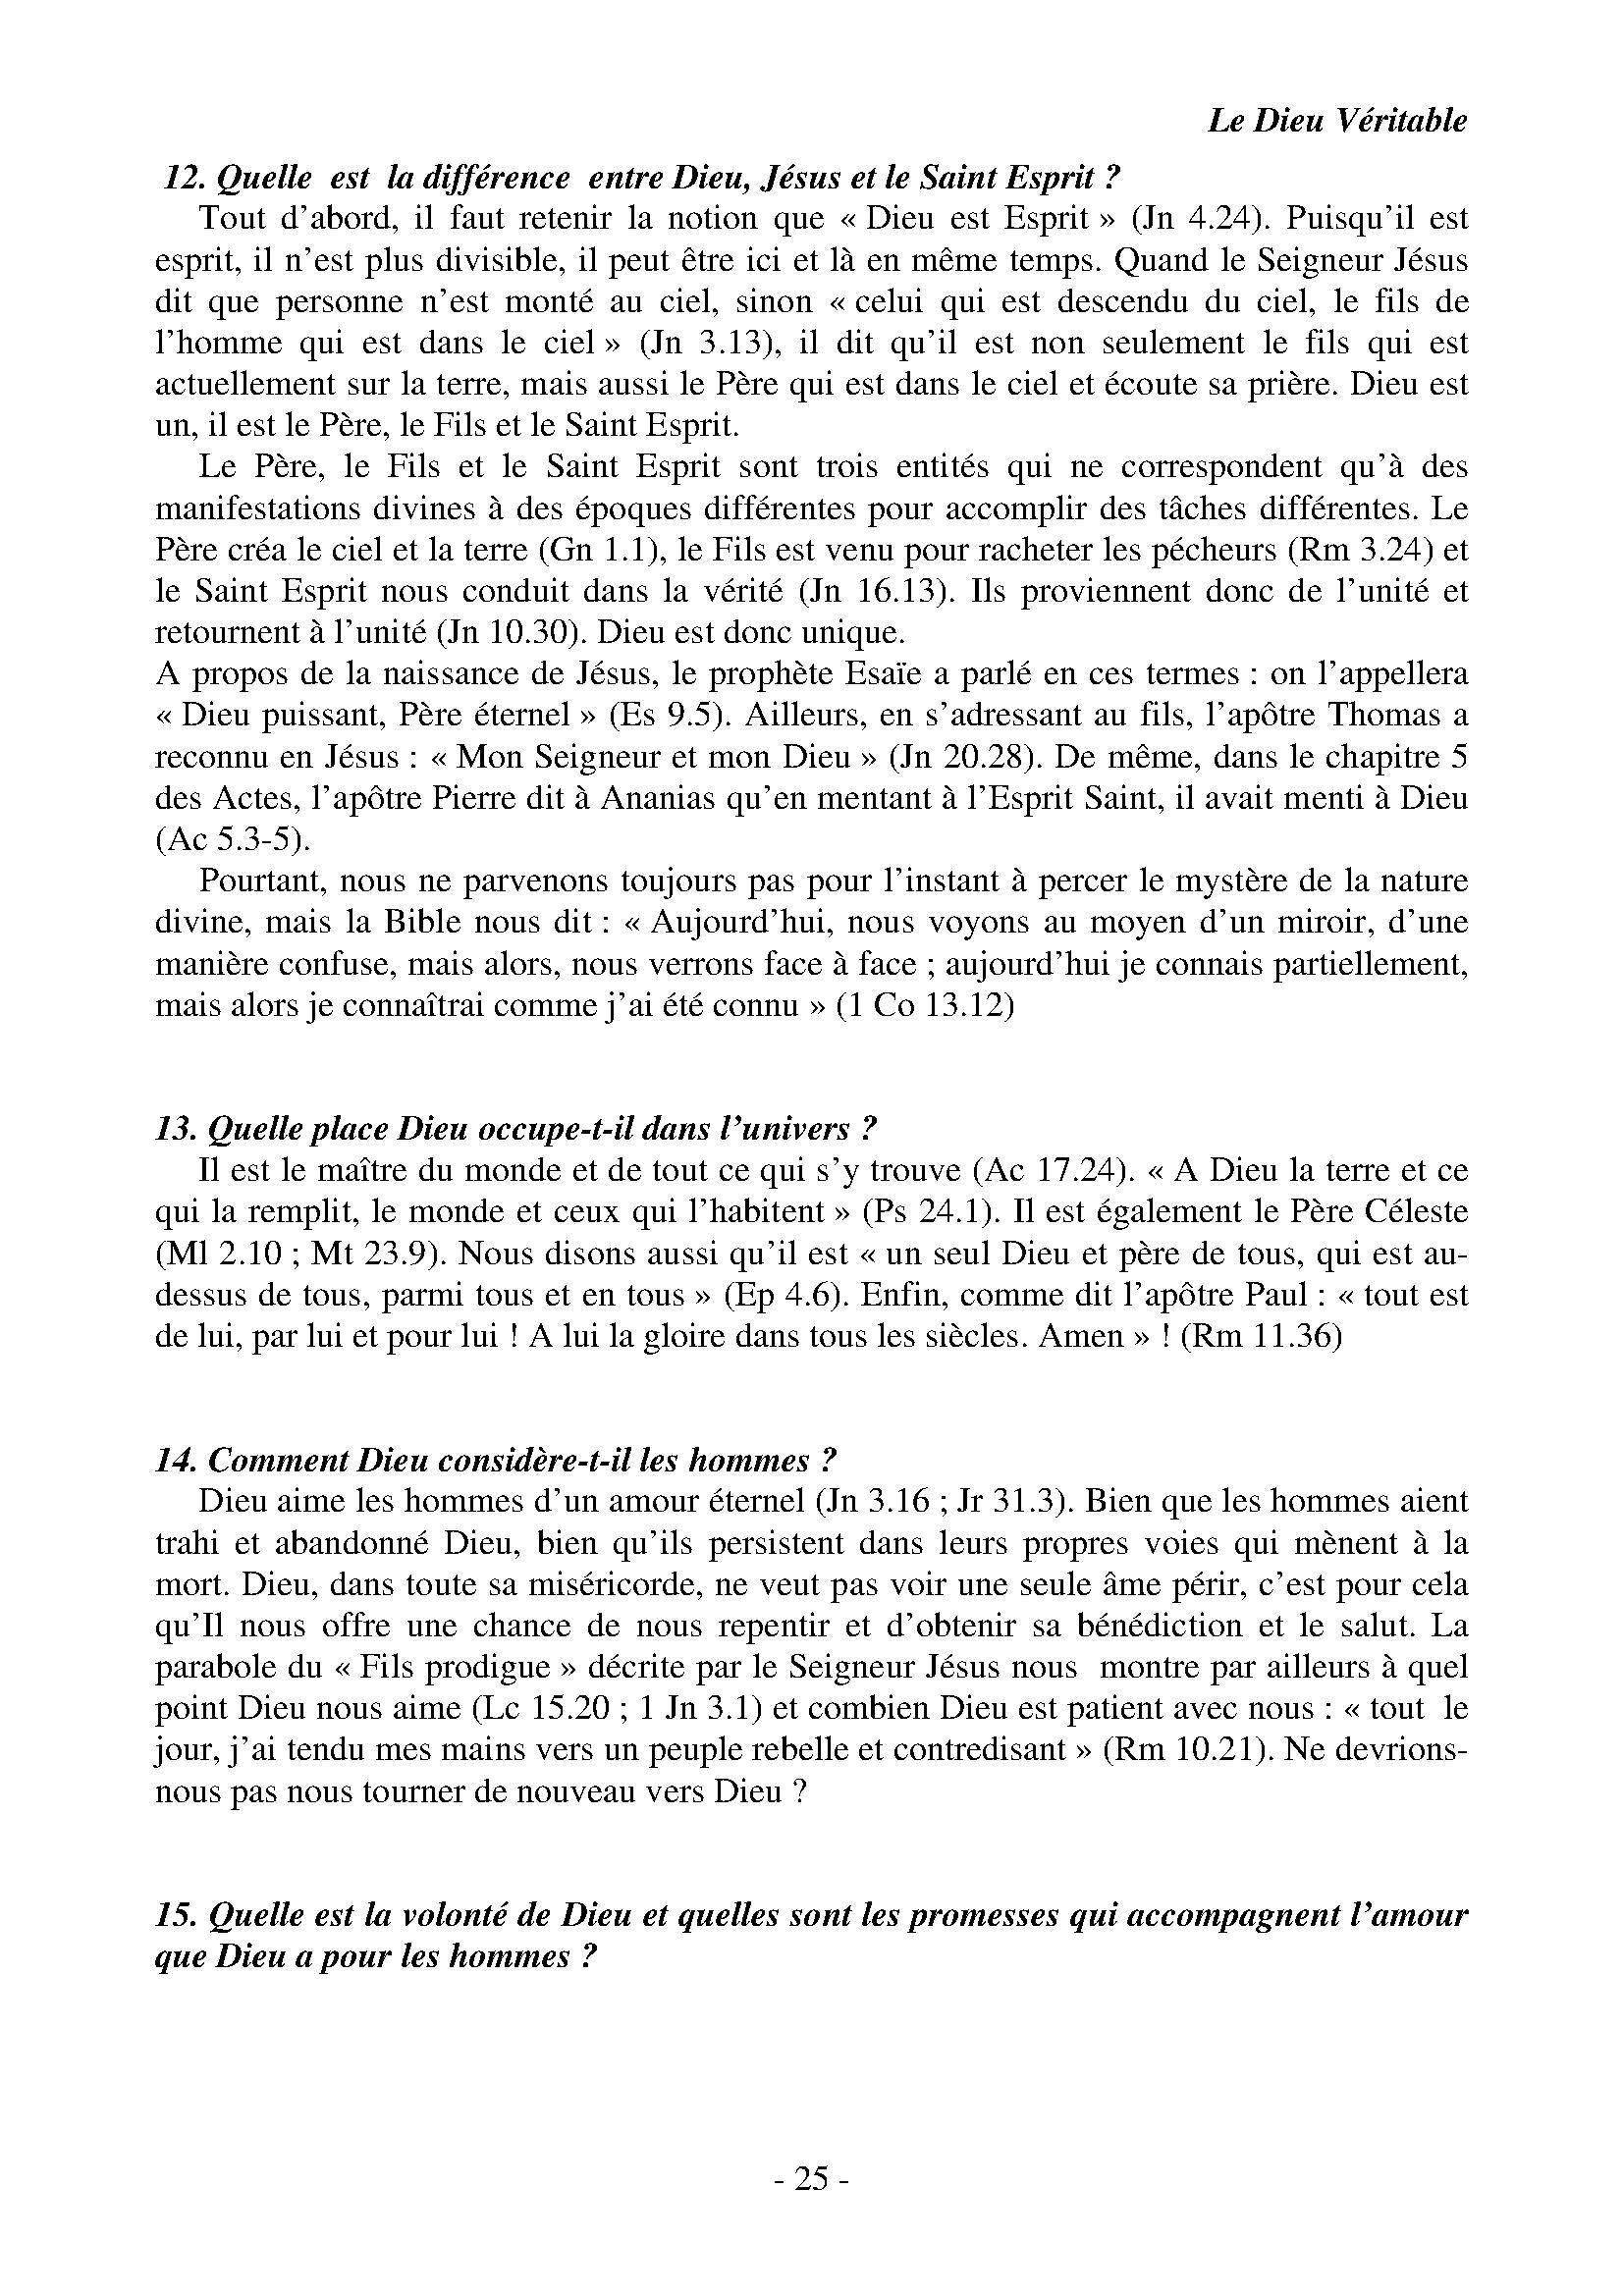 Le Dieu Véritable
12. Quelle est la différence entre Dieu, Jésus et le Saint Esprit ?
Tout d’abord, il faut retenir la notion que « Dieu est Esprit » (Jn 4.24). Puisqu’il est
esprit, il n’est plus divisible, il peut être ici et là en même temps. Quand le Seigneur Jésus
dit que personne n’est monté au ciel, sinon « celui qui est descendu du ciel, le fils de
l’homme qui est dans le ciel » (Jn 3.13), il dit qu’il est non seulement le fils qui est
actuellement sur la terre, mais aussi le Père qui est dans le ciel et écoute sa prière. Dieu est
un, il est le Père, le Fils et le Saint Esprit.
Le Père, le Fils et le Saint Esprit sont trois entités qui ne correspondent qu’à des
manifestations divines à des époques différentes pour accomplir des tâches différentes. Le
Père créa le ciel et la terre (Gn 1.1), le Fils est venu pour racheter les pécheurs (Rm 3.24) et
le Saint Esprit nous conduit dans la vérité (Jn 16.13). Ils proviennent donc de l’unité et
retournent à l’unité (Jn 10.30). Dieu est donc unique.
A propos de la naissance de Jésus, le prophète Esaïe a parlé en ces termes : on l’appellera
« Dieu puissant, Père éternel » (Es 9.5). Ailleurs, en s’adressant au fils, l’apôtre Thomas a
reconnu en Jésus : « Mon Seigneur et mon Dieu » (Jn 20.28). De même, dans le chapitre 5
des Actes, l’apôtre Pierre dit à Ananias qu’en mentant à l’Esprit Saint, il avait menti à Dieu
(Ac 5.3-5).
Pourtant, nous ne parvenons toujours pas pour l’instant à percer le mystère de la nature
divine, mais la Bible nous dit : « Aujourd’hui, nous voyons au moyen d’un miroir, d’une
manière confuse, mais alors, nous verrons face à face ; aujourd’hui je connais partiellement,
mais alors je connaîtrai comme j’ai été connu » (1 Co 13.12)
13. Quelle place Dieu occupe-t-il dans l’univers ?
Il est le maître du monde et de tout ce qui s’y trouve (Ac 17.24). « A Dieu la terre et ce
qui la remplit, le monde et ceux qui l’habitent » (Ps 24.1). Il est également le Père Céleste
(Ml 2.10 ; Mt 23.9). Nous disons aussi qu’il est « un seul Dieu et père de tous, qui est au-
dessus de tous, parmi tous et en tous » (Ep 4.6). Enfin, comme dit l’apôtre Paul : « tout est
de lui, par lui et pour lui ! A lui la gloire dans tous les siècles. Amen » ! (Rm 11.36)
14. Comment Dieu considère-t-il les hommes ?
Dieu aime les hommes d’un amour éternel (Jn 3.16 ; Jr 31.3). Bien que les hommes aient
trahi et abandonné Dieu, bien qu’ils persistent dans leurs propres voies qui mènent à la
mort. Dieu, dans toute sa miséricorde, ne veut pas voir une seule âme périr, c’est pour cela
qu’Il nous offre une chance de nous repentir et d’obtenir sa bénédiction et le salut. La
parabole du « Fils prodigue » décrite par le Seigneur Jésus nous montre par ailleurs à quel
point Dieu nous aime (Lc 15.20 ; 1 Jn 3.1) et combien Dieu est patient avec nous : « tout le
jour, j’ai tendu mes mains vers un peuple rebelle et contredisant » (Rm 10.21). Ne devrions-
nous pas nous tourner de nouveau vers Dieu ?
15. Quelle est la volonté de Dieu et quelles sont les promesses qui accompagnent l’amour
que Dieu a pour les hommes ?
- 25 -